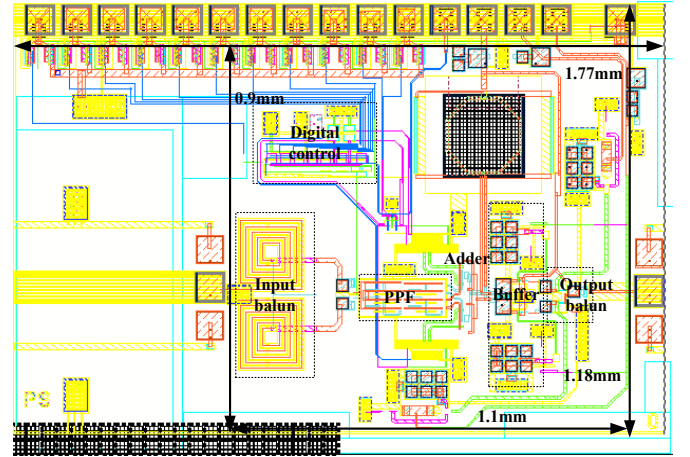 1.77mm
0.9mm
Digital
control
Adder
Input
balun
PPF
Buffer
Output
balun
1.18mm
PS
1.1mm